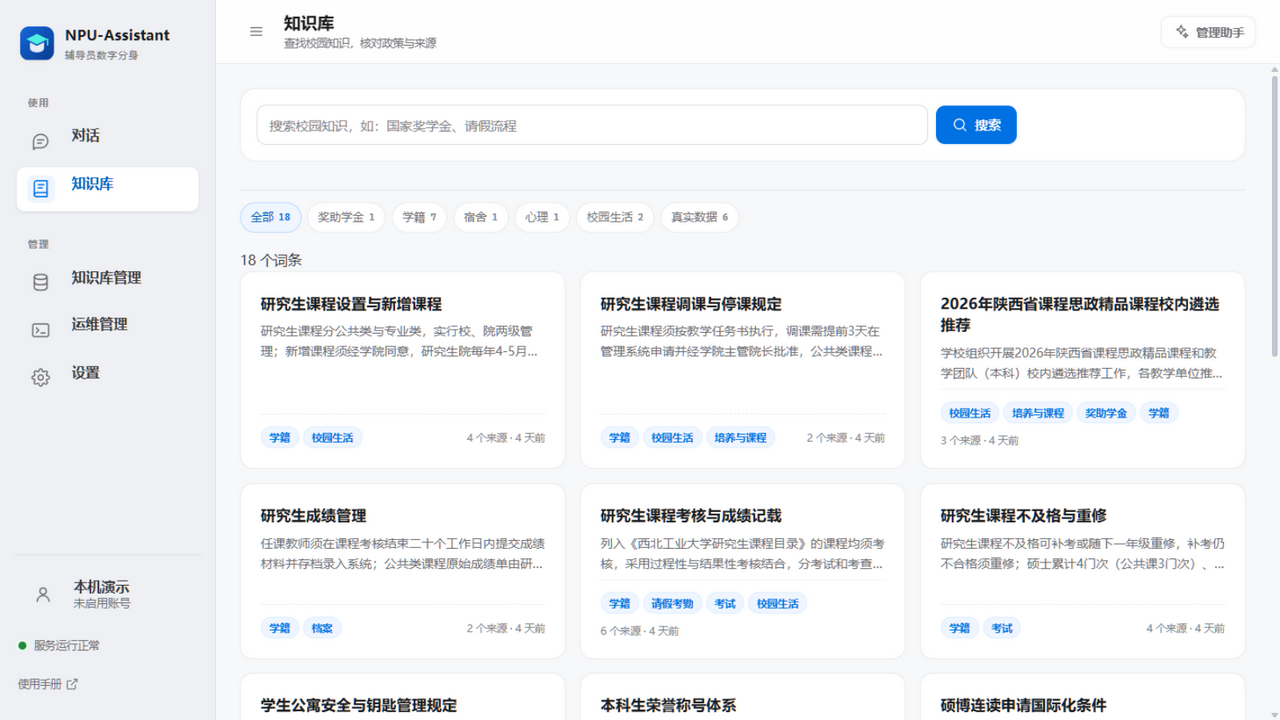 NPU-Assistant
辅导员数字分身
使用
对话
知识库
管理
知识库管理
运维管理
设置
本机演示
未启用账号
服务运行正常
使用手册
知识库
查找校园知识，核对政策与来源
管理助手
搜索校园知识，如：国家奖学金、请假流程
搜索
全部 18
奖助学金 1
学籍 7
宿舍 1
心理 1
校园生活 2
真实数据 6
18 个词条
研究生课程设置与新增课程
研究生课程分公共类与专业类，实行校、院两级管
理；新增课程须经学院同意，研究生院每年4-5月...
学籍 校园生活 4 个来源 · 4 天前
研究生课程调课与停课规定
研究生课程须按教学任务书执行，调课需提前3天在
管理系统申请并经学院主管院长批准，公共类课程...
学籍 校园生活 培养与课程 2 个来源 · 4 天前
2026年陕西省课程思政精品课程校内遴选
推荐
学校组织开展2026年陕西省课程思政精品课程和教
学团队（本科）校内遴选推荐工作，各教学单位推...
校园生活 培养与课程 奖助学金 学籍
3 个来源 · 4 天前
研究生成绩管理
任课教师须在课程考核结束二十个工作日内提交成绩
材料并存档录入系统；公共类课程原始成绩单由研...
学籍 档案 2 个来源 · 4 天前
研究生课程考核与成绩记载
列入《西北工业大学研究生课程目录》的课程均须考
核，采用过程性与结果性考核结合，分考试和考查...
学籍 请假考勤 考试 校园生活
6 个来源 · 4 天前
研究生课程不及格与重修
研究生课程不及格可补考或随下一年级重修，补考仍
不合格须重修；硕士累计4门次（公共课3门次）、...
学籍 考试 4 个来源 · 4 天前
学生公寓安全与钥匙管理规定
本科生荣誉称号体系
硕博连读申请国际化条件